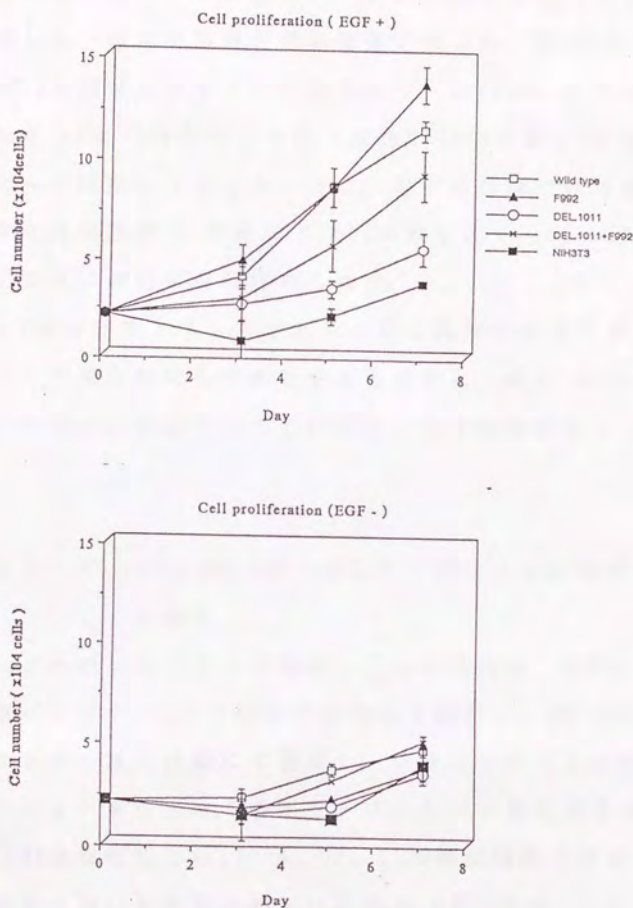 Cell proliferation ( EGF + )
Cell number (x104cells)
15
10
5
0
0 2 4 6 8
Day
Wild type
F992
DEL.1011
DEL.1011+F992
NIH3T3
Cell proliferation ( EGF - )
Cell number ( x104 cells )
15
10
5
0
0 2 4 6 8
Day